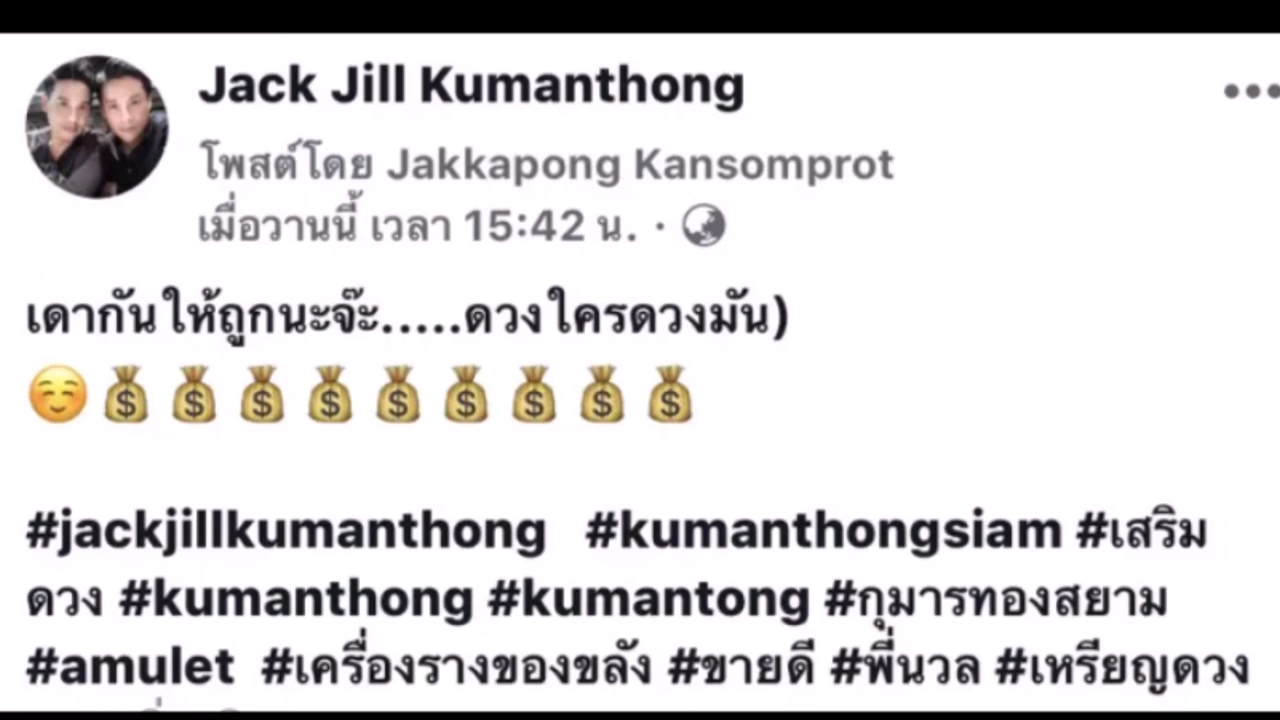 Jack Jill Kumanthong
โพสต์โดย Jakkapong Kansomprot
เมื่อวานนี้ เวลา 15:42 น. ·
เดากันให้ถูกนะจ๊ะ.....ดวงใครดวงมัน)
☺️💰💰💰💰💰💰💰💰💰
#jackjillkumanthong #kumanthongsiam #เสริม
ดวง #kumanthong #kumantong #กุมารทองสยาม
#amulet #เครื่องรางของขลัง #ขายดี #พี่นวล #เหรียญดวง